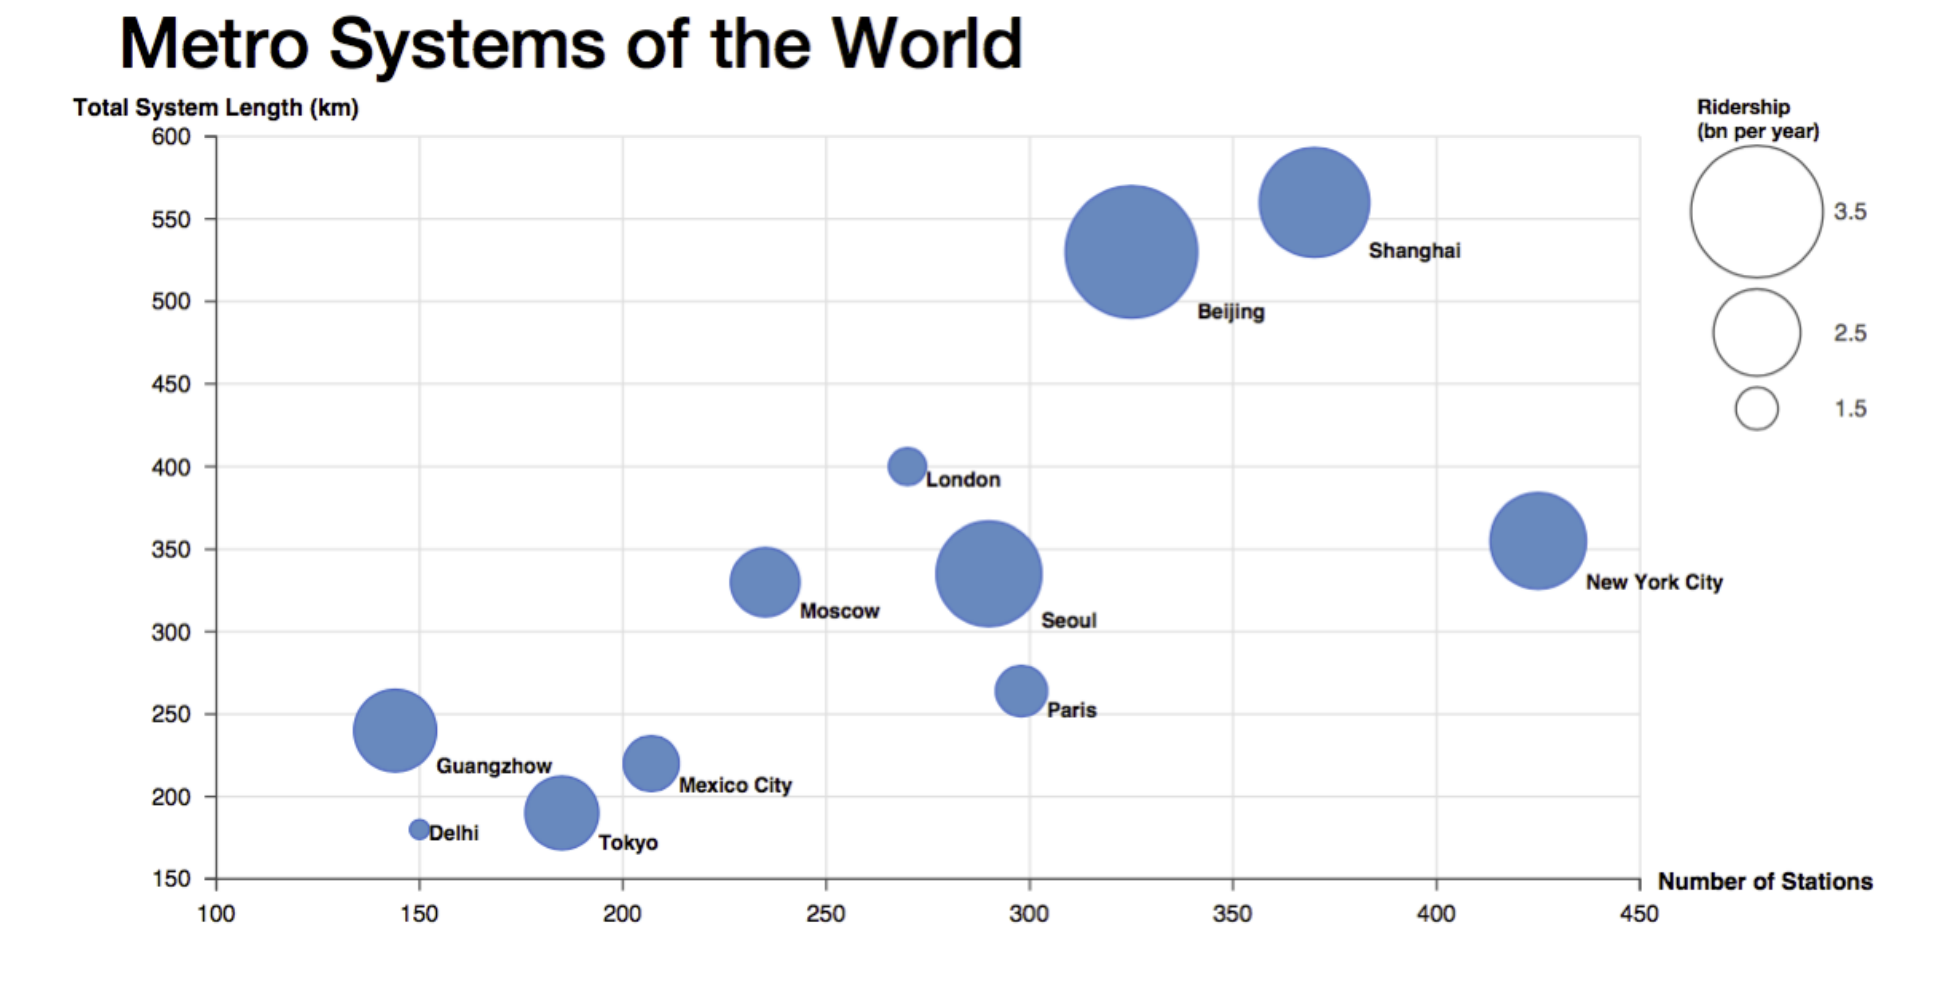 Metro Systems of the World
Total System Length (km)
Ridership
(bn per year)
600
550
500
450
400
350
300
250
200
150
3.5
2.5
1.5
Shanghai
Beijing
London
New York City
Moscow
Seoul
Paris
Guangzhow
Mexico City
Delhi
Tokyo
100 150 200 250 300 350 400 450
Number of Stations